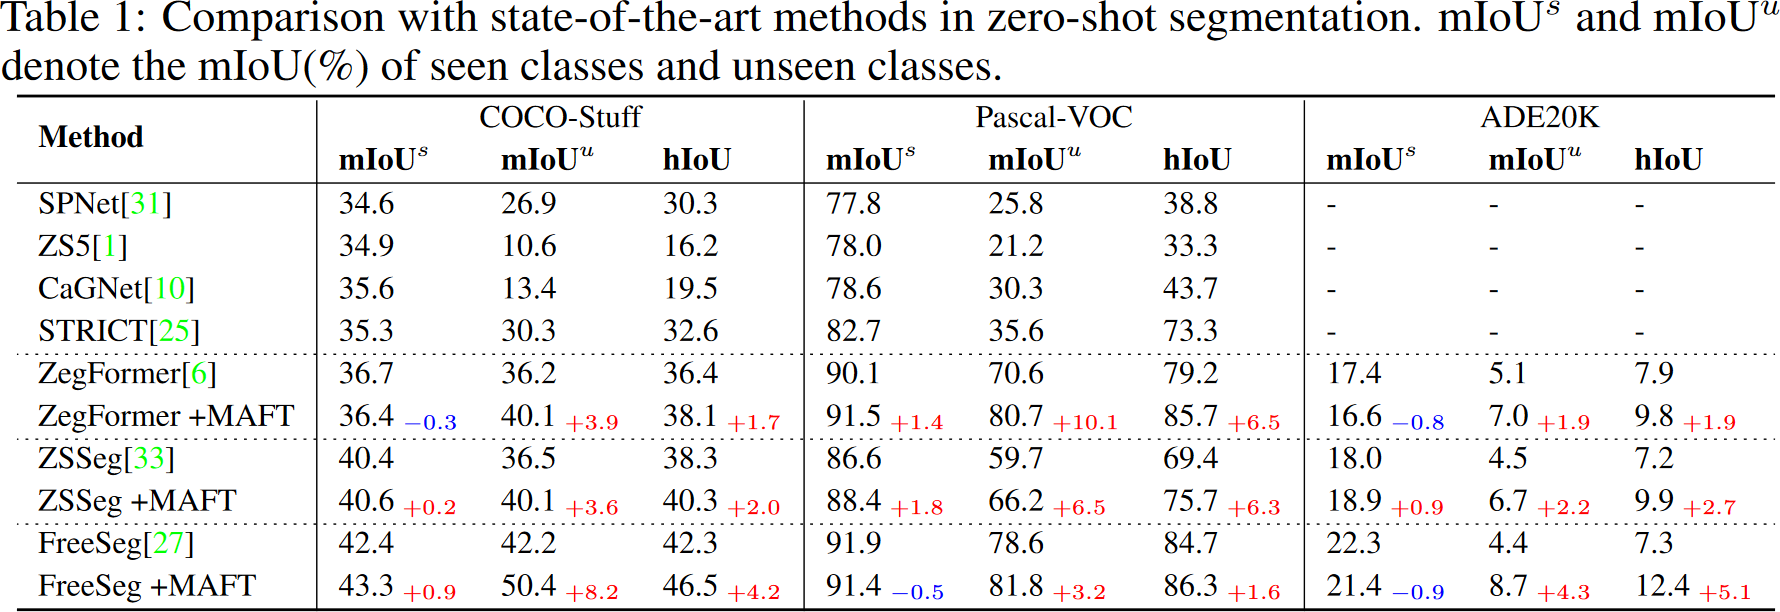 Table 1: Comparison with state-of-the-art methods in zero-shot segmentation. mIoU^s and mIoU^u
denote the mIoU(%) of seen classes and unseen classes.
Method COCO-Stuff Pascal-VOC ADE20K
mIoU^s mIoU^u hIoU mIoU^s mIoU^u hIoU mIoU^s mIoU^u hIoU
SPNet[31] 34.6 26.9 30.3 77.8 25.8 38.8 - - -
ZS5[1] 34.9 10.6 16.2 78.0 21.2 33.3 - - -
CaGNet[10] 35.6 13.4 19.5 78.6 30.3 43.7 - - -
STRICT[25] 35.3 30.3 32.6 82.7 35.6 73.3 - - -
ZegFormer[6] 36.7 36.2 36.4 90.1 70.6 79.2 17.4 5.1 7.9
ZegFormer +MAFT 36.4 −0.3 40.1 +3.9 38.1 +1.7 91.5 +1.4 80.7 +10.1 85.7 +6.5 16.6 −0.8 7.0 +1.9 9.8 +1.9
ZSSeg[33] 40.4 36.5 38.3 86.6 59.7 69.4 18.0 4.5 7.2
ZSSeg +MAFT 40.6 +0.2 40.1 +3.6 40.3 +2.0 88.4 +1.8 66.2 +6.5 75.7 +6.3 18.9 +0.9 6.7 +2.2 9.9 +2.7
FreeSeg[27] 42.4 42.2 42.3 91.9 78.6 84.7 22.3 4.4 7.3
FreeSeg +MAFT 43.3 +0.9 50.4 +8.2 46.5 +4.2 91.4 −0.5 81.8 +3.2 86.3 +1.6 21.4 −0.9 8.7 +4.3 12.4 +5.1